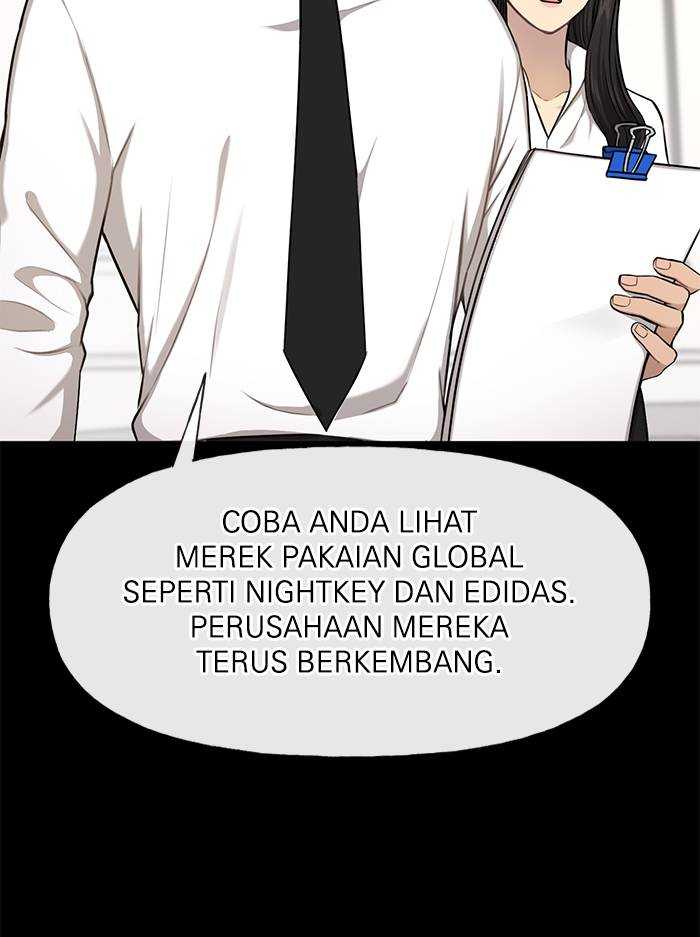 COBA ANDA LIHAT
MEREK PAKAIAN GLOBAL
SEPERTI NIGHTKEY DAN EDIDAS.
PERUSAHAAN MEREKA
TERUS BERKEMBANG.